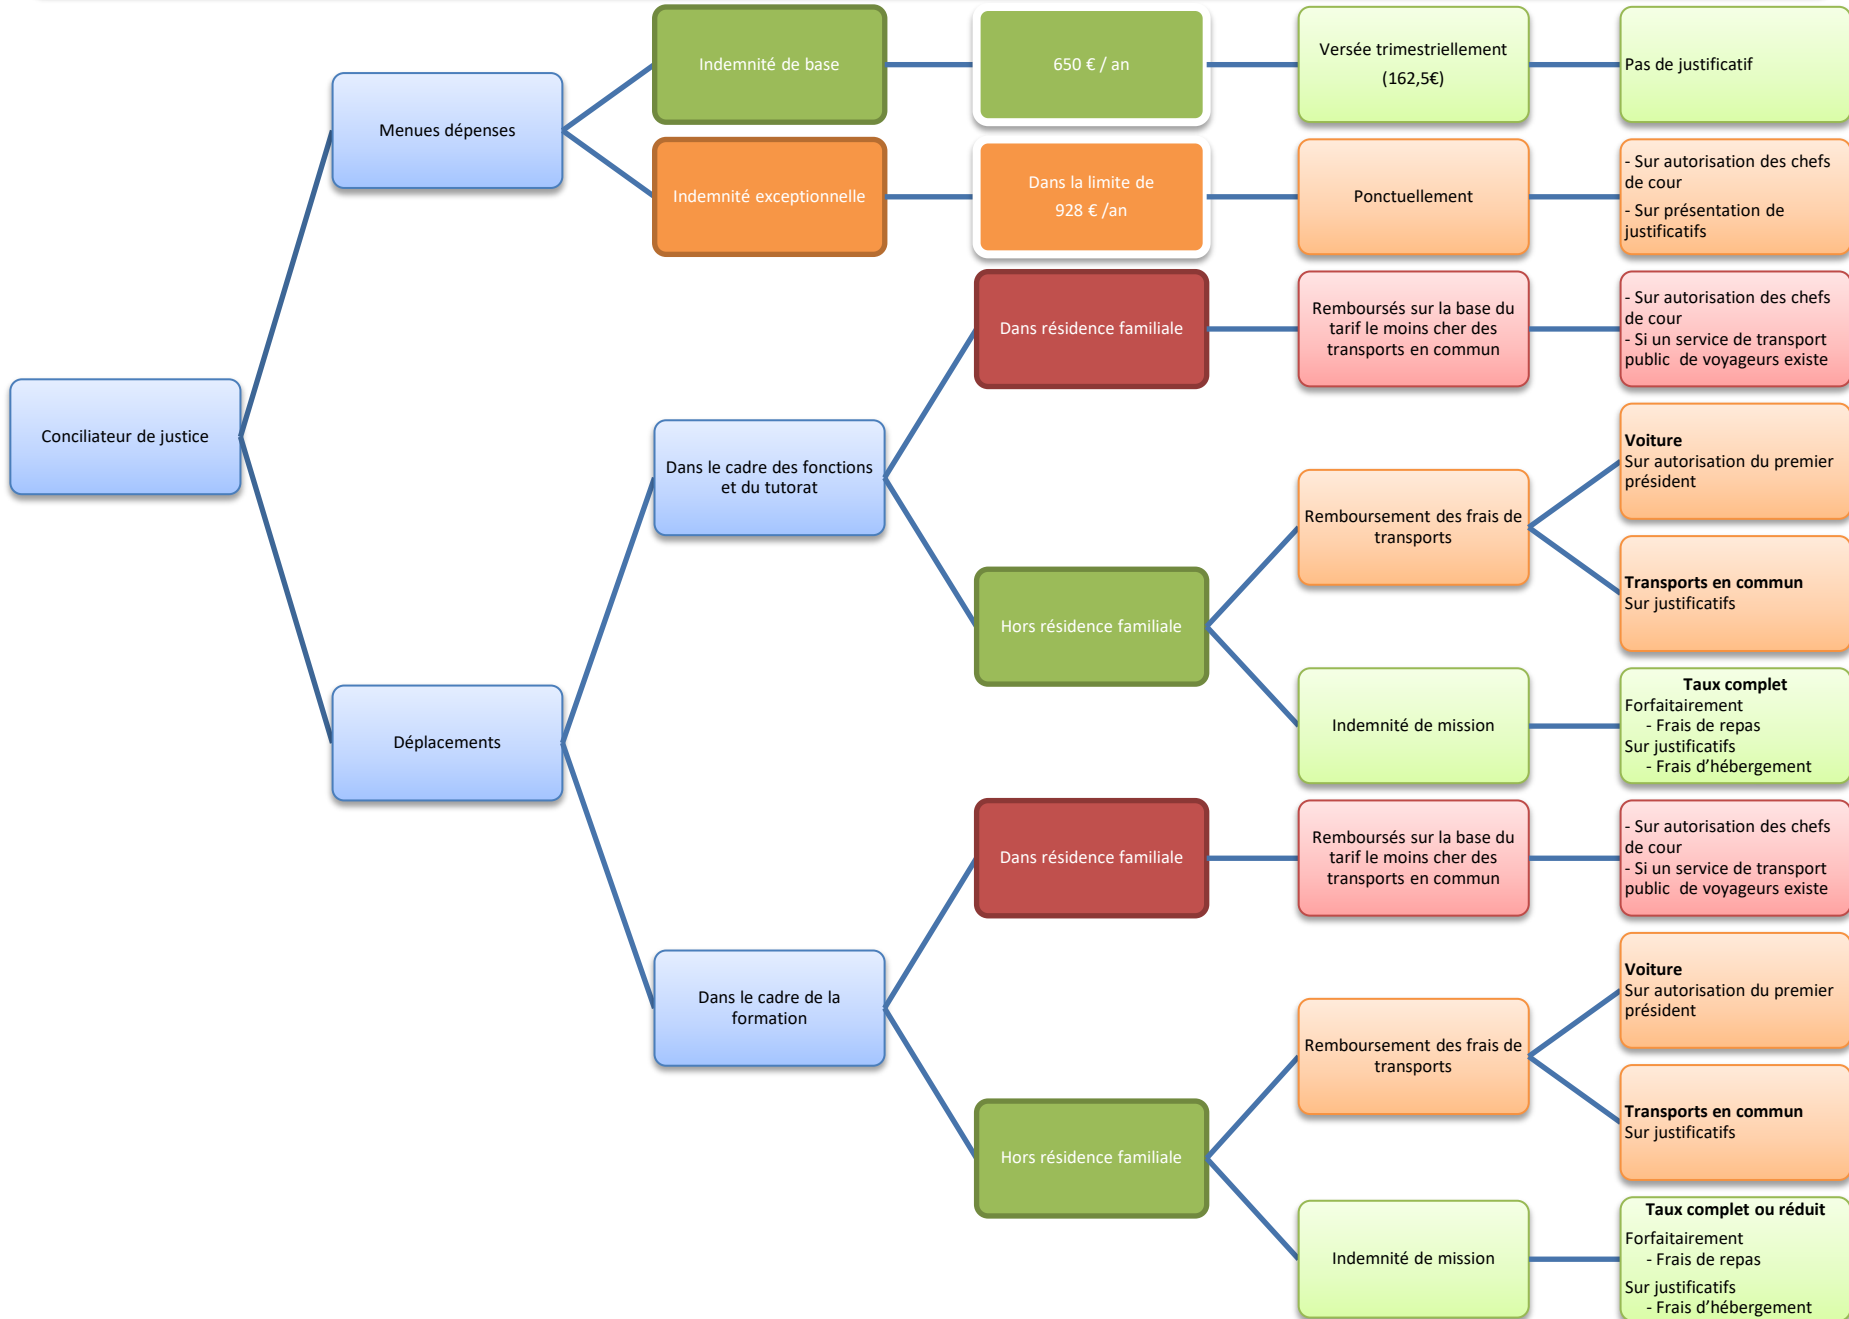 Indemnité de base
650 € / an
Versée trimestriellement
(162,5€)
Pas de justificatif
Menues dépenses
Indemnité exceptionnelle
Dans la limite de
928 € /an
Ponctuellement
- Sur autorisation des chefs
de cour
- Sur présentation de
justificatifs
Dans résidence familiale
Remboursés sur la base du
tarif le moins cher des
transports en commun
- Sur autorisation des chefs
de cour
- Si un service de transport
public  de voyageurs existe
Conciliateur de justice
Dans le cadre des fonctions
et du tutorat
Voiture
Sur autorisation du premier
président
Remboursement des frais de
transports
Transports en commun
Sur justificatifs
Hors résidence familiale
Indemnité de mission
Taux complet
Forfaitairement
- Frais de repas
Sur justificatifs
- Frais d’hébergement
Déplacements
Dans résidence familiale
Remboursés sur la base du
tarif le moins cher des
transports en commun
- Sur autorisation des chefs
de cour
- Si un service de transport
public  de voyageurs existe
Dans le cadre de la
formation
Voiture
Sur autorisation du premier
président
Remboursement des frais de
transports
Transports en commun
Sur justificatifs
Hors résidence familiale
Indemnité de mission
Taux complet ou réduit
Forfaitairement
- Frais de repas
Sur justificatifs
- Frais d’hébergement